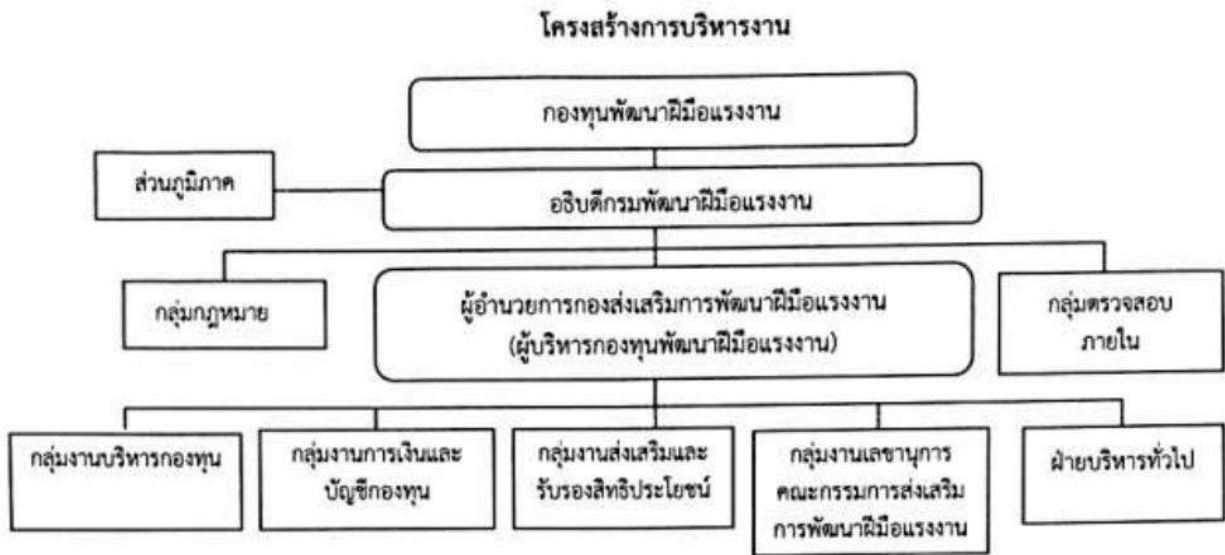 โครงสร้างการบริหารงาน
กองทุนพัฒนาฝีมือแรงงาน
ส่วนภูมิภาค
อธิบดีกรมพัฒนาฝีมือแรงงาน
กลุ่มกฎหมาย
ผู้อำนวยการกองส่งเสริมการพัฒนาฝีมือแรงงาน
(ผู้บริหารกองทุนพัฒนาฝีมือแรงงาน)
กลุ่มตรวจสอบ
ภายใน
กลุ่มงานบริหารกองทุน
กลุ่มงานการเงินและ
บัญชีกองทุน
กลุ่มงานส่งเสริมและ
รับรองสิทธิประโยชน์
กลุ่มงานเลขานุการ
คณะกรรมการส่งเสริม
การพัฒนาฝีมือแรงงาน
ฝ่ายบริหารทั่วไป